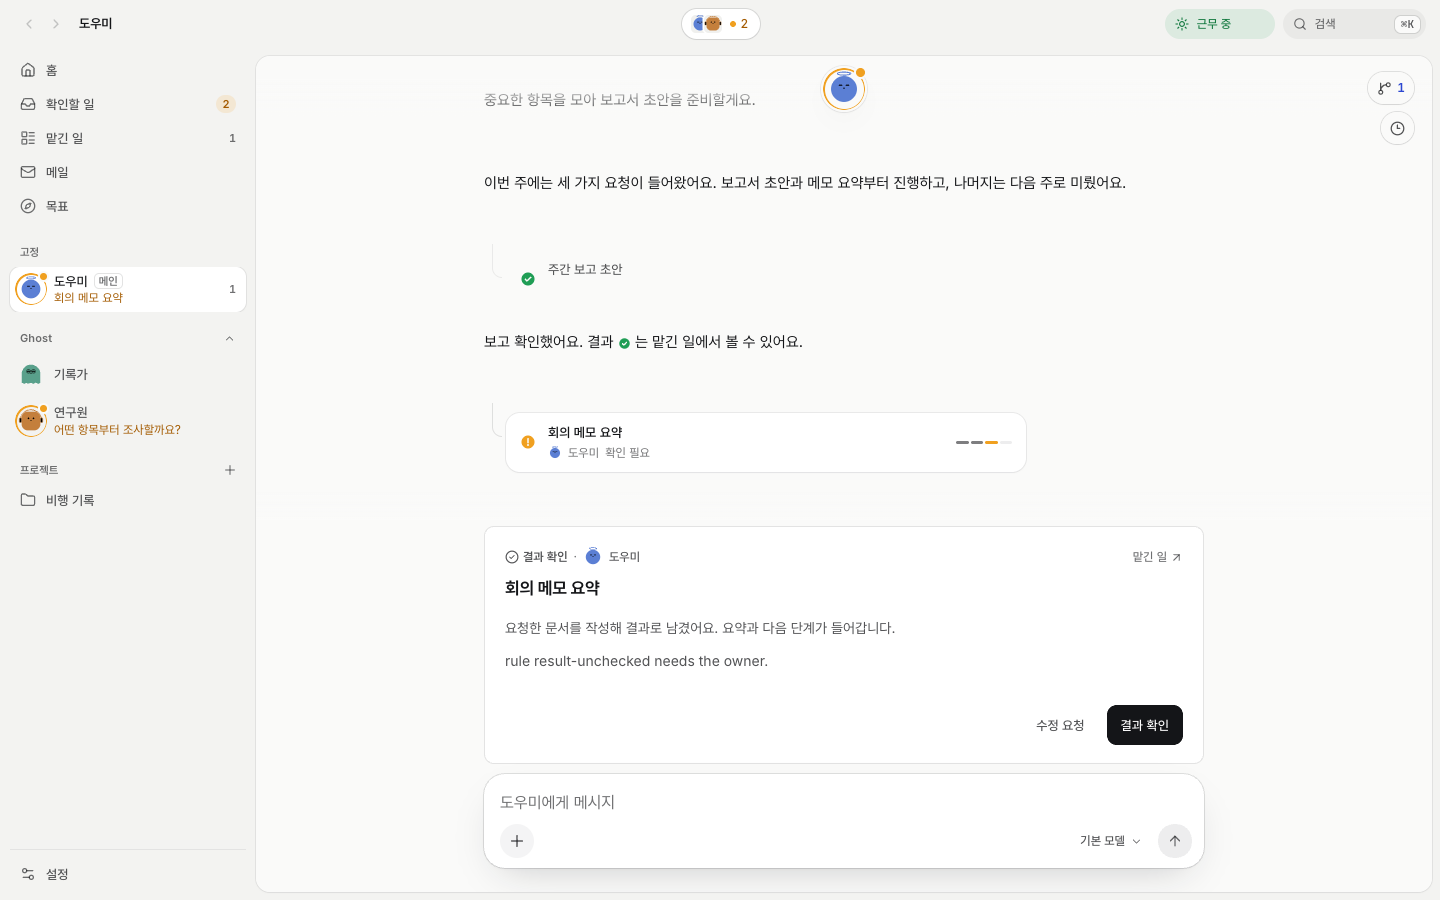 도우미
2
근무 중
검색
⌘K
홈
확인할 일
2
맡긴 일
1
메일
목표
고정
도우미 메인
회의 메모 요약
1
Ghost
기록가
연구원
어떤 항목부터 조사할까요?
프로젝트
비행 기록
설정
중요한 항목을 모아 보고서 초안을 준비할게요.
1
이번 주에는 세 가지 요청이 들어왔어요. 보고서 초안과 메모 요약부터 진행하고, 나머지는 다음 주로 미뤘어요.
주간 보고 초안
보고 확인했어요. 결과 는 맡긴 일에서 볼 수 있어요.
회의 메모 요약
도우미 확인 필요
결과 확인 · 도우미
맡긴 일
회의 메모 요약
요청한 문서를 작성해 결과로 남겼어요. 요약과 다음 단계가 들어갑니다.
rule result-unchecked needs the owner.
수정 요청
결과 확인
도우미에게 메시지
기본 모델